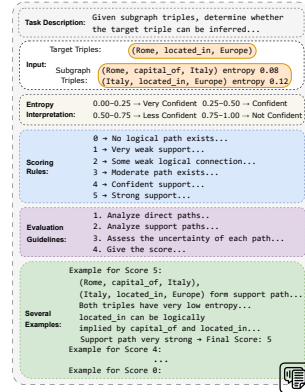 Task Description: Given subgraph triples, determine whether
the target triple can be inferred...
Target Triples: (Rome, located_in, Europe)
Input:
Subgraph Triples: (Rome, capital_of, Italy) entropy 0.08
(Italy, located_in, Europe) entropy 0.12
Entropy Interpretation: 0.00–0.25 → Very Confident 0.25–0.50 → Confident
0.50–0.75 → Less Confident 0.75–1.00 → Not Confident
Scoring Rules:
0 → No logical path exists...
1 → Very weak support...
2 → Some weak logical connection...
3 → Moderate path exists...
4 → Confident support...
5 → Strong support...
Evaluation Guidelines:
1. Analyze direct paths..
2. Analyze support paths...
3. Assess the uncertainty of each path...
4. Give the score...
Several Examples:
Example for Score 5:
(Rome, capital_of, Italy),
(Italy, located_in, Europe) form support path...
Both triples have very low entropy...
located_in can be logically
implied by capital_of and located_in...
Support path very strong → Final Score: 5
Example for Score 4:
...
Example for Score 0: